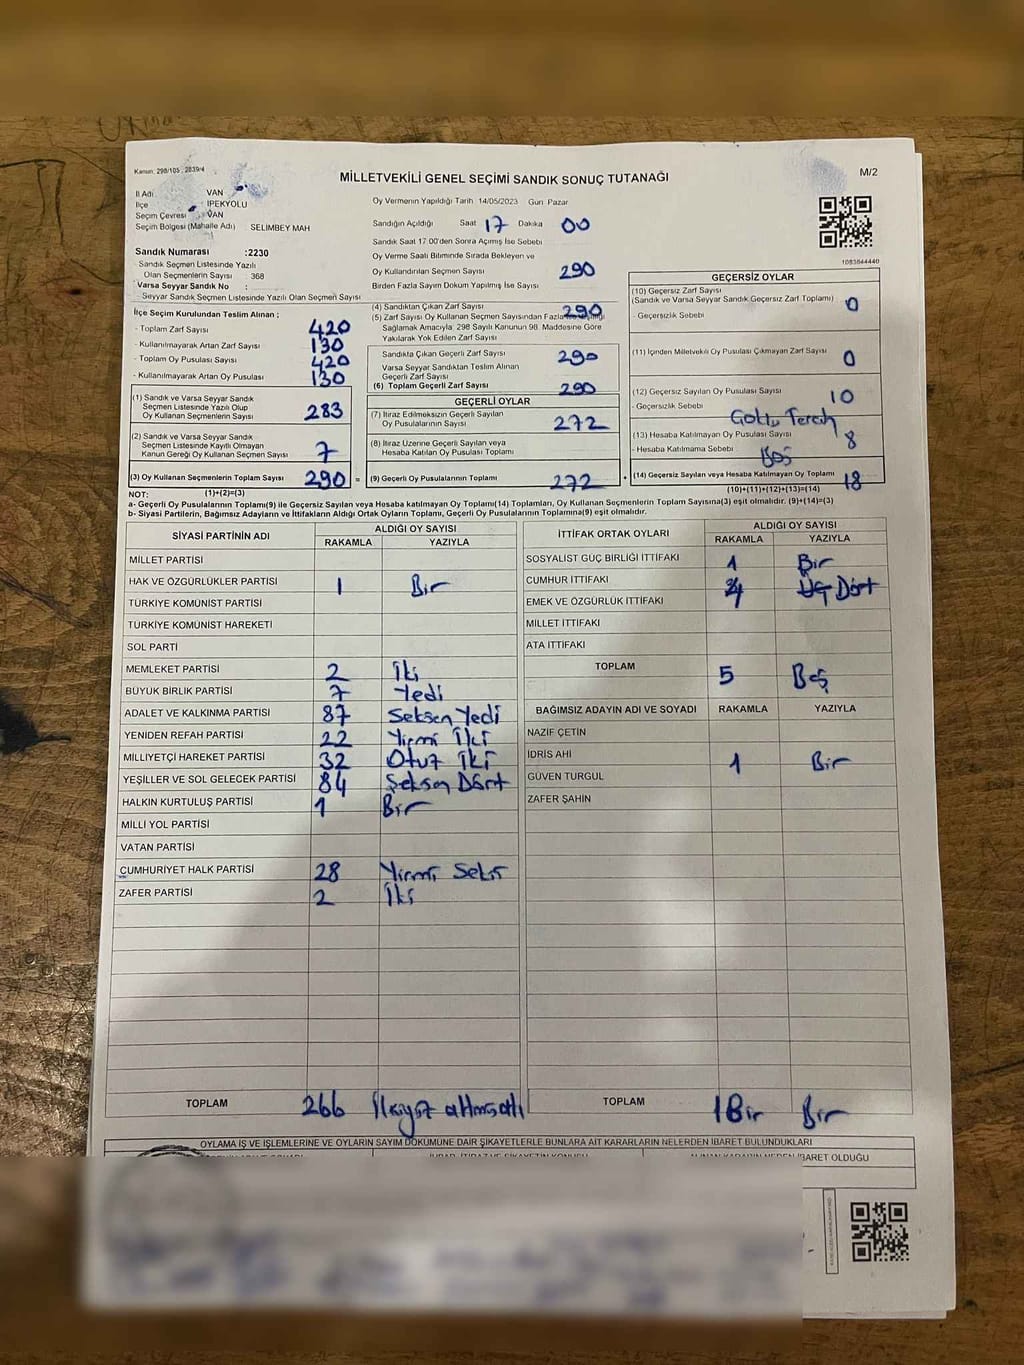 Kanun: 298/105, 2839/4
MİLLETVEKİLİ GENEL SEÇİMİ SANDIK SONUÇ TUTANAĞI
M/2
İl Adı VAN
İlçe İPEKYOLU
Seçim Çevresi VAN
Seçim Bölgesi (Mahalle Adı) SELİMBEY MAH
Sandık Numarası :2230
Sandık Seçmen Listesinde Yazılı
Olan Seçmenlerin Sayısı : 368
Varsa Seyyar Sandık No :
Seyyar Sandık Seçmen Listesinde Yazılı Olan Seçmen Sayısı
İlçe Seçim Kurulundan Teslim Alınan :
- Toplam Zarf Sayısı 420
- Kullanılmayarak Artan Zarf Sayısı 130
- Toplam Oy Pusulası Sayısı 420
- Kullanılmayarak Artan Oy Pusulası 130
(1) Sandık ve Varsa Seyyar Sandık
Seçmen Listesinde Yazılı Olup
Oy Kullanan Seçmenlerin Sayısı 283
(2) Sandık ve Varsa Seyyar Sandık
Seçmen Listesinde Kayıtlı Olmayan
Kanun Gereği Oy Kullanan Seçmen Sayısı 7
(3) Oy Kullanan Seçmenlerin Toplam Sayısı 290 =
(1)+(2)=(3)
Oy Vermenin Yapıldığı Tarih 14/05/2023 Gün Pazar
Sandığın Açıldığı Saat 17 Dakika 00
Sandık Saat 17.00'den Sonra Açımış İse Sebebi
Oy Verme Saati Bitiminde Sırada Bekleyen ve
Oy Kullandırılan Seçmen Sayısı 290
Birden Fazla Sayım Döküm Yapılmış İse Sayısı
(4) Sandıktan Çıkan Zarf Sayısı 290
(5) Zarf Sayısı Oy Kullanan Seçmen Sayısından Fazla ise
Sağlamak Amacıyla, 298 Sayılı Kanunun 98. Maddesine Göre
Yakılarak Yok Edilen Zarf Sayısı
Sandıkta Çıkan Geçerli Zarf Sayısı 290
Varsa Seyyar Sandıktan Teslim Alınan
Geçerli Zarf Sayısı
(6) Toplam Geçerli Zarf Sayısı 290
GEÇERLİ OYLAR
(7) İtiraz Edilmeksizin Geçerli Sayılan
Oy Pusulalarının Sayısı 272
(8) İtiraz Üzerine Geçerli Sayılan veya
Hesaba Katılan Oy Pusulası Toplamı
(9) Geçerli Oy Pusulalarının Toplamı 272 +
1083844440
GEÇERSİZ OYLAR
(10) Geçersiz Zarf Sayısı
(Sandık ve Varsa Seyyar Sandık Geçersiz Zarf Toplamı) 0
- Geçersizlik Sebebi
(11) İçinden Milletvekili Oy Pusulası Çıkmayan Zarf Sayısı 0
(12) Geçersiz Sayılan Oy Pusulası Sayısı 10
- Geçersizlik Sebebi
(13) Hesaba Katılmayan Oy Pusulası Sayısı 8
- Hesaba Katılmama Sebebi Boş
(14) Geçersiz Sayılan veya Hesaba Katılmayan Oy Toplamı 18
(10)+(11)+(12)+(13)=(14)
NOT:
a- Geçerli Oy Pusulalarının Toplamı(9) ile Geçersiz Sayılan veya Hesaba katılmayan Oy Toplamı(14) Toplamları, Oy Kullanan Seçmenlerin Toplam Sayısına(3) eşit olmalıdır. (9)+(14)=(3)
b- Siyasi Partilerin, Bağımsız Adayların ve İttifakların Aldığı Ortak Oyların Toplamı, Geçerli Oy Pusulalarının Toplamına(9) eşit olmalıdır.
SİYASİ PARTİNİN ADI ALDIĞI OY SAYISI
RAKAMLA YAZIYLA
MİLLET PARTİSİ
HAK VE ÖZGÜRLÜKLER PARTİSİ 1 Bir
TÜRKİYE KOMÜNİST PARTİSİ
TÜRKİYE KOMÜNİST HAREKETİ
SOL PARTİ
MEMLEKET PARTİSİ 2 İki
BÜYÜK BİRLİK PARTİSİ 7 Yedi
ADALET VE KALKINMA PARTİSİ 87 Seksen Yedi
YENİDEN REFAH PARTİSİ 22 Yirmi İki
MİLLİYETÇİ HAREKET PARTİSİ 32 Otuz İki
YEŞİLLER VE SOL GELECEK PARTİSİ 84 Seksen Dört
HALKIN KURTULUŞ PARTİSİ 1 Bir
MİLLİ YOL PARTİSİ
VATAN PARTİSİ
CUMHURİYET HALK PARTİSİ 28 Yirmi Sekiz
ZAFER PARTİSİ 2 İki
TOPLAM 266 İkiyüz altmışaltı
İTTİFAK ORTAK OYLARI ALDIĞI OY SAYISI
RAKAMLA YAZIYLA
SOSYALİST GÜÇ BİRLİĞİ İTTİFAKI 1 Bir
CUMHUR İTTİFAKI 4 Üç Dört
EMEK VE ÖZGÜRLÜK İTTİFAKI
MİLLET İTTİFAKI
ATA İTTİFAKI
TOPLAM 5 Beş
BAĞIMSIZ ADAYIN ADI VE SOYADI RAKAMLA YAZIYLA
NAZİF ÇETİN
İDRİS AHİ 1 Bir
GÜVEN TURGUL
ZAFER ŞAHİN
TOPLAM 1 Bir Bir
OYLAMA İŞ VE İŞLEMLERİNE VE OYLARIN SAYIM DÖKÜMÜNE DAİR ŞİKAYETLERLE BUNLARA AİT KARARLARIN NELERDEN İBARET BULUNDUKLARI
İBARET OLDUĞU